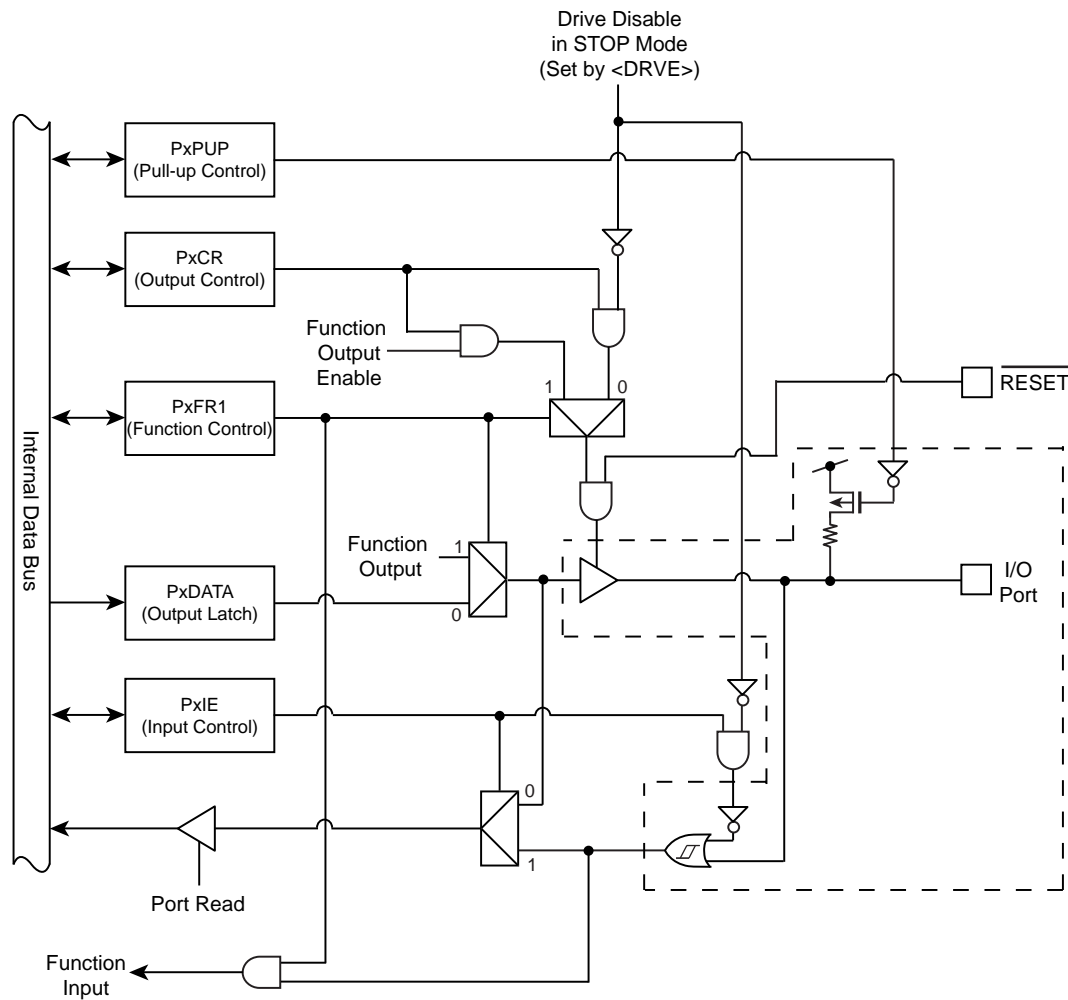 Drive Disable
in STOP Mode
(Set by <DRVE>)
PxPUP
(Pull-up Control)
PxCR
(Output Control)
Function
Output
Enable
1
0
RESET
PxFR1
(Function Control)
Internal Data Bus
Function
Output
1
0
I/O
Port
PxDATA
(Output Latch)
PxIE
(Input Control)
0
1
Port Read
Function
Input